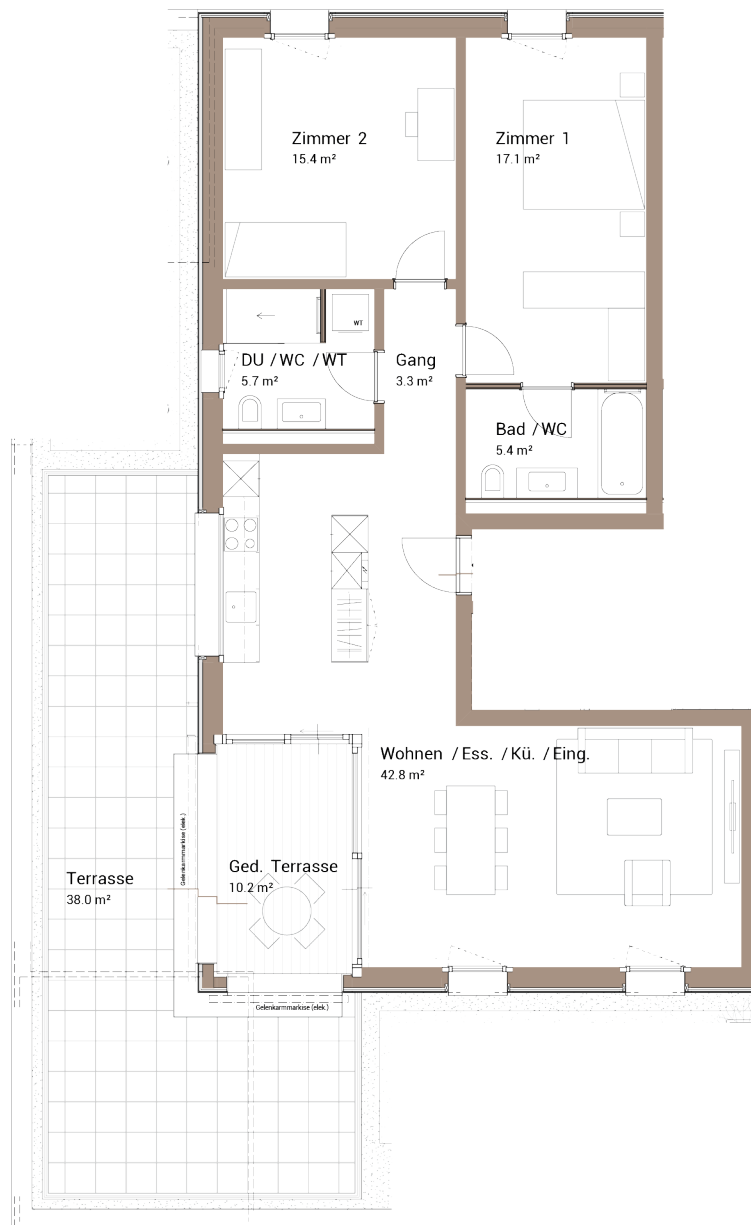 Zimmer 2
15.4 m²
Zimmer 1
17.1 m²
WT
DU / WC / WT
5.7 m²
Gang
3.3 m²
Bad / WC
5.4 m²
Wohnen / Ess. / Kü. / Eing.
42.8 m²
Gelenkarmmarkise (elek.)
Ged. Terrasse
10.2 m²
Terrasse
38.0 m²
Gelenkarmmarkise (elek.)